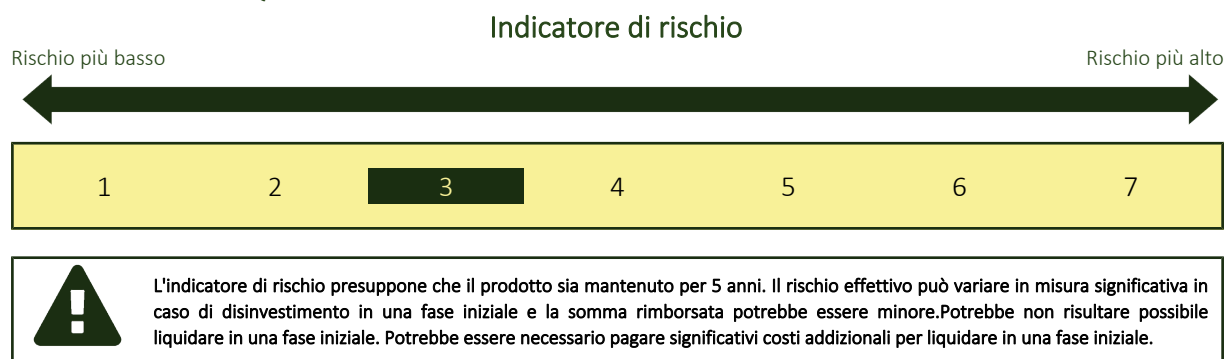 Indicatore di rischio
Rischio più basso
Rischio più alto
1 2 3 4 5 6 7
L'indicatore di rischio presuppone che il prodotto sia mantenuto per 5 anni. Il rischio effettivo può variare in misura significativa in
caso di disinvestimento in una fase iniziale e la somma rimborsata potrebbe essere minore.Potrebbe non risultare possibile
liquidare in una fase iniziale. Potrebbe essere necessario pagare significativi costi addizionali per liquidare in una fase iniziale.